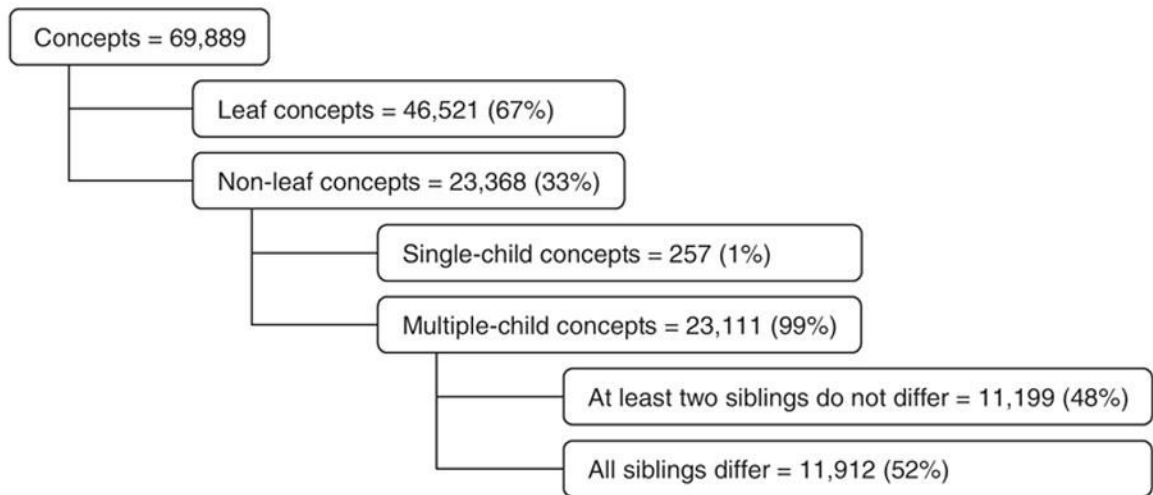 Concepts = 69,889
Leaf concepts = 46,521 (67%)
Non-leaf concepts = 23,368 (33%)
Single-child concepts = 257 (1%)
Multiple-child concepts = 23,111 (99%)
At least two siblings do not differ = 11,199 (48%)
All siblings differ = 11,912 (52%)